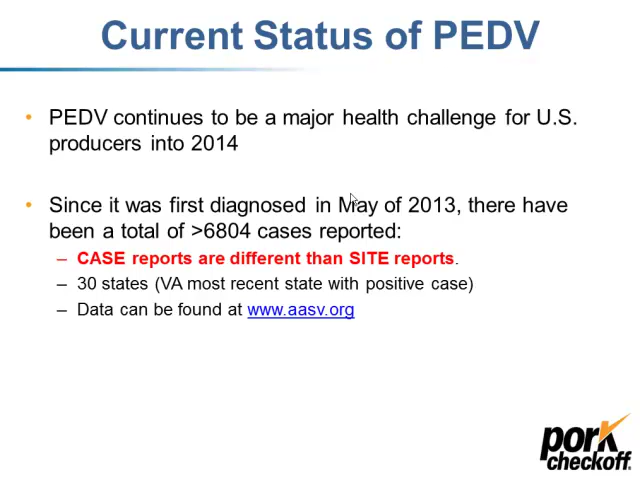 Current Status of PEDV
• PEDV continues to be a major health challenge for U.S.
producers into 2014
• Since it was first diagnosed in May of 2013, there have
been a total of >6804 cases reported:
– CASE reports are different than SITE reports.
– 30 states (VA most recent state with positive case)
– Data can be found at www.aasv.org
pork
checkoff.